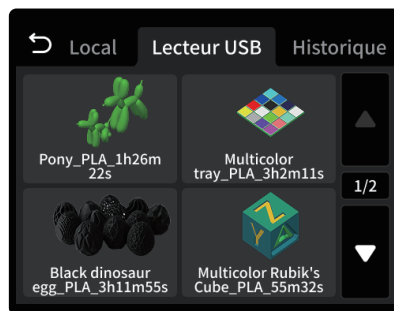 Local Lecteur USB Historique
Pony_PLA_1h26m
22s
Multicolor
tray_PLA_3h2m11s
1/2
Black dinosaur
egg_PLA_3h11m55s
Multicolor Rubik's
Cube_PLA_55m32s
Z
Y